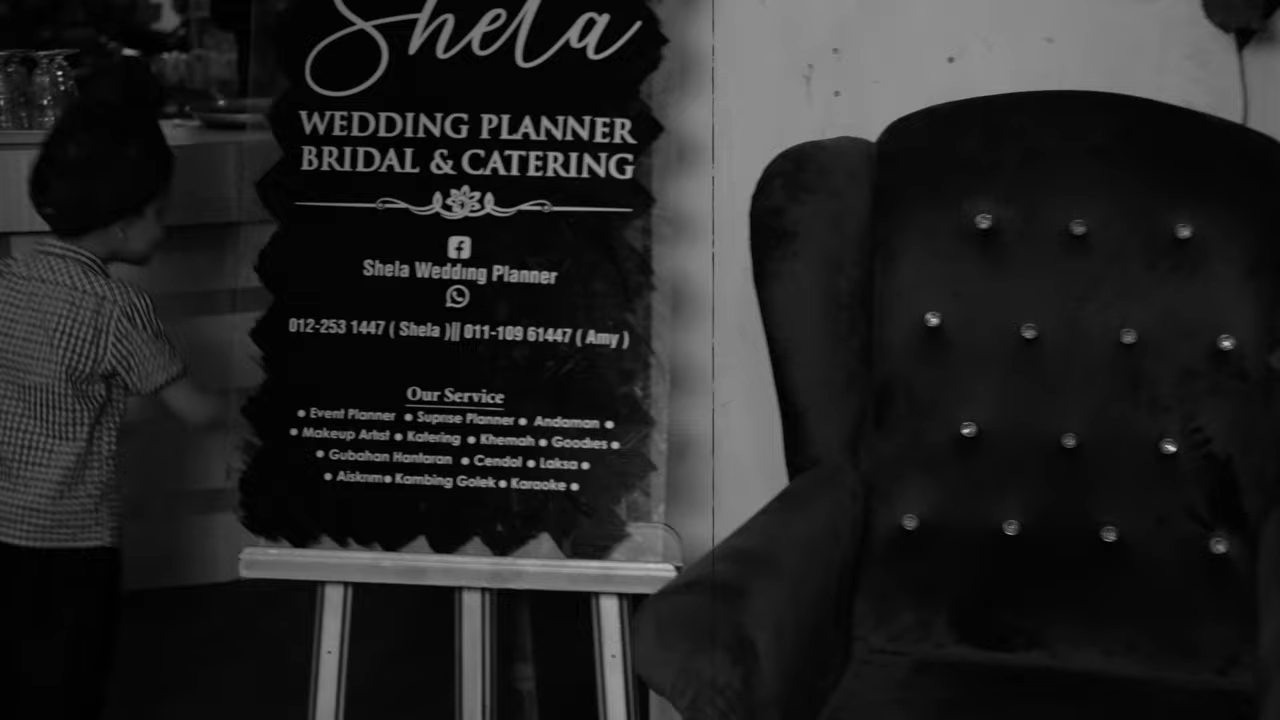 Shela
WEDDING PLANNER
BRIDAL & CATERING
Shela Wedding Planner
012-253 1447 ( Shela ) || 011-109 61447 ( Amy )
Our Service
• Event Planner • Suprise Planner • Andaman •
• Makeup Artist • Katering • Khemah • Goodies •
• Gubahan Hantaran • Cendol • Laksa •
• Aiskrim • Kambing Golek • Karaoke •